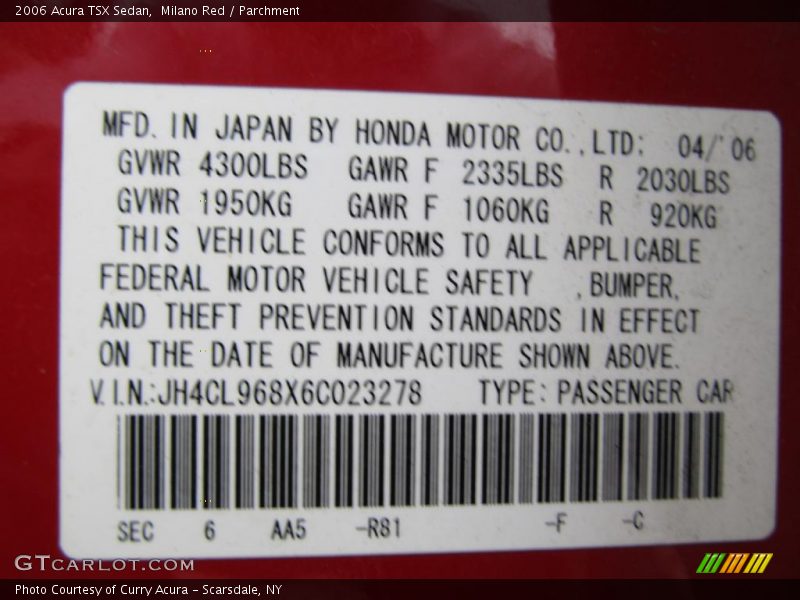 2006 Acura TSX Sedan,  Milano Red / Parchment
MFD. IN JAPAN BY HONDA MOTOR CO.,LTD: 04/'06
GVWR 4300LBS GAWR F 2335LBS R 2030LBS
GVWR 1950KG GAWR F 1060KG R 920KG
THIS VEHICLE CONFORMS TO ALL APPLICABLE
FEDERAL MOTOR VEHICLE SAFETY ,BUMPER,
AND THEFT PREVENTION STANDARDS IN EFFECT
ON THE DATE OF MANUFACTURE SHOWN ABOVE.
V.I.N.:JH4CL968X6C023278 TYPE: PASSENGER CAR
SEC 6 AA5 -R81 -F -C
GTCARLOT.COM
Photo Courtesy of Curry Acura - Scarsdale, NY